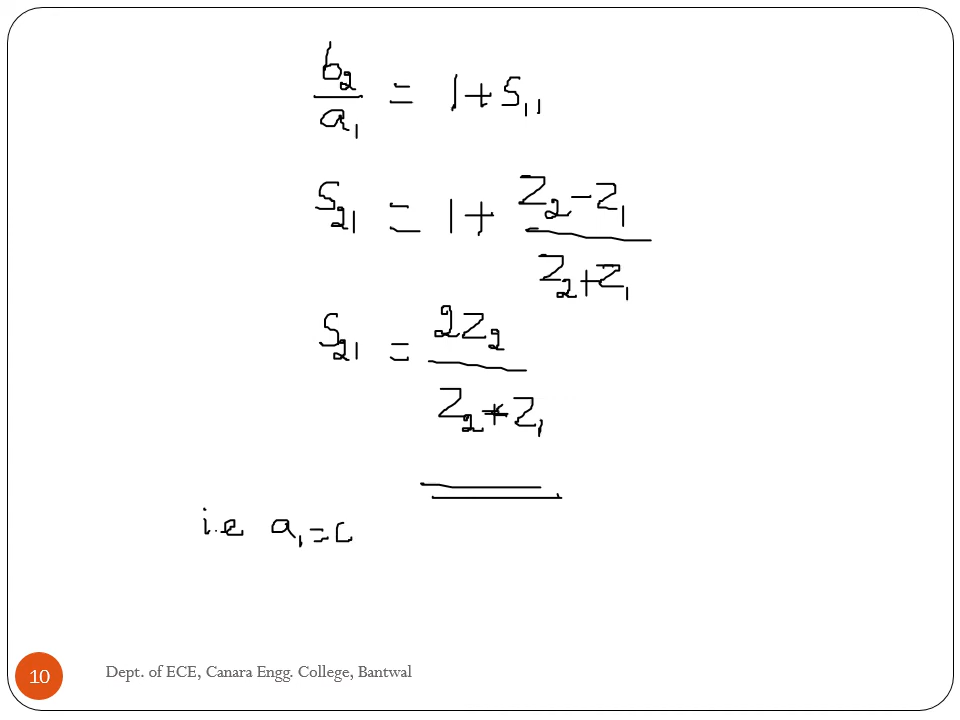 b₂/a₁ = 1 + S₁₁
S₂₁ = 1 + (Z₂ − Z₁)/(Z₂ + Z₁)
S₂₁ = 2Z₂/(Z₂ + Z₁)
i.e a₁ = c
10 Dept. of ECE, Canara Engg. College, Bantwal